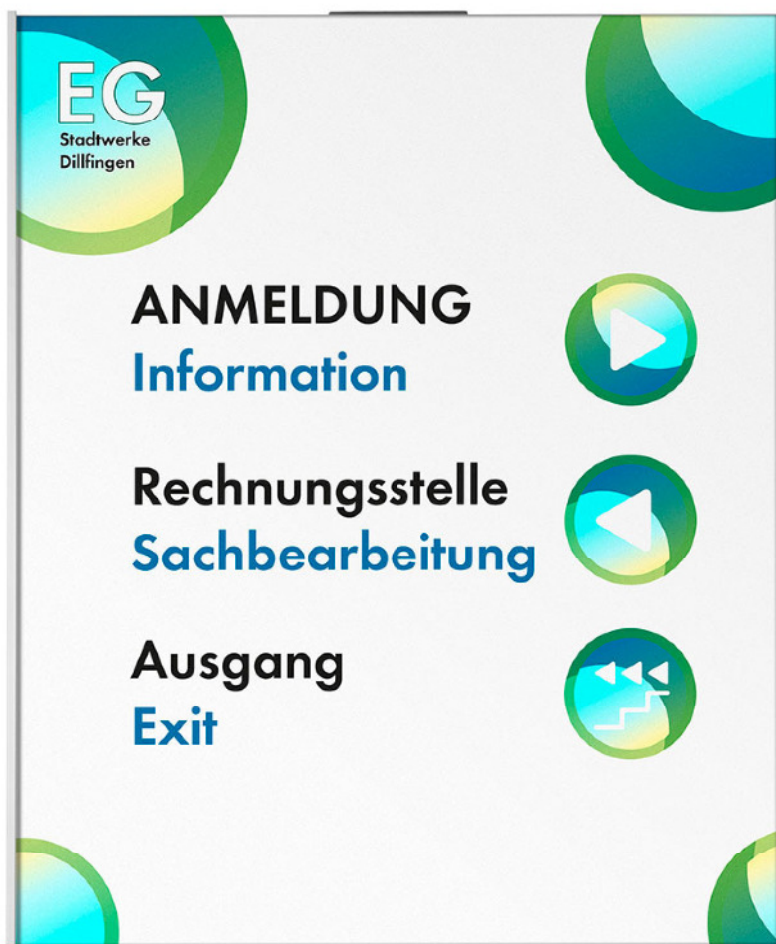 EG
Stadtwerke
Dillfingen
ANMELDUNG
Information
Rechnungsstelle
Sachbearbeitung
Ausgang
Exit